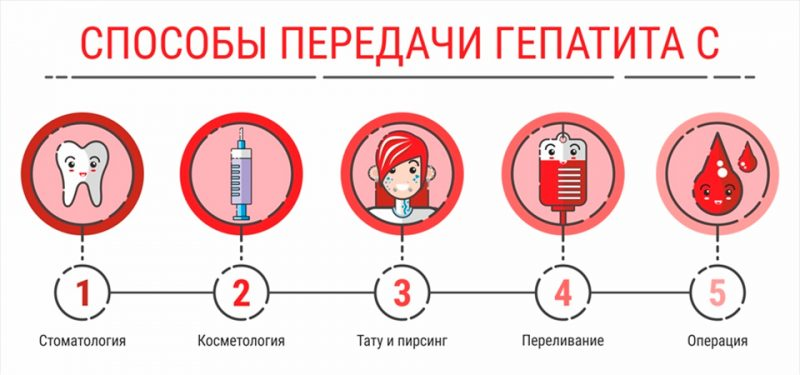 СПОСОБЫ ПЕРЕДАЧИ ГЕПАТИТА С
1
2
3
4
5
Стоматология
Косметология
Тату и пирсинг
Переливание
Операция